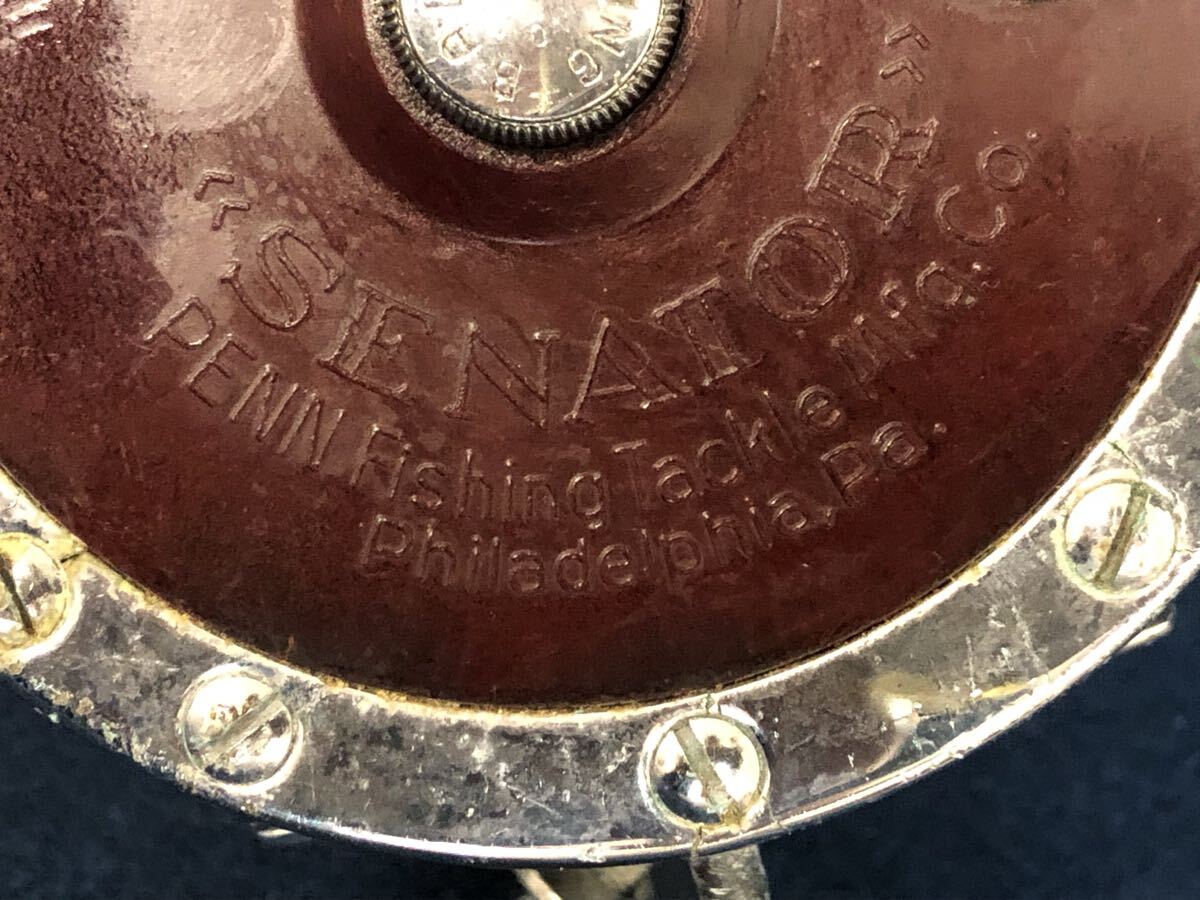 "SENATOR"
PENN Fishing Tackle Mfg. Co.
Philadelphia, Pa.